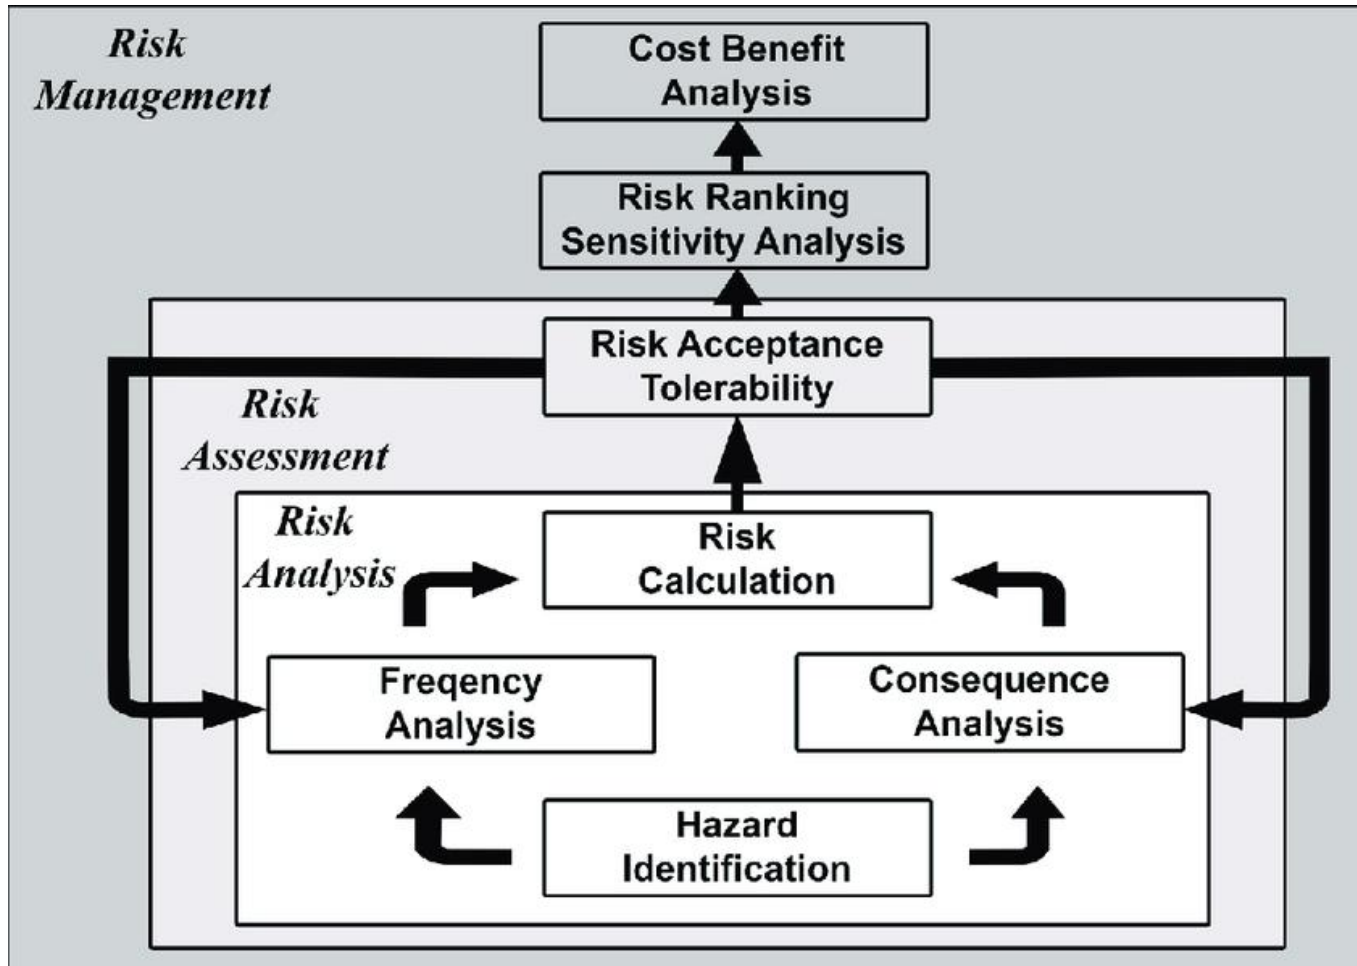 Risk
Management
Cost Benefit
Analysis
Risk Ranking
Sensitivity Analysis
Risk Acceptance
Tolerability
Risk
Assessment
Risk
Analysis
Risk
Calculation
Freqency
Analysis
Consequence
Analysis
Hazard
Identification